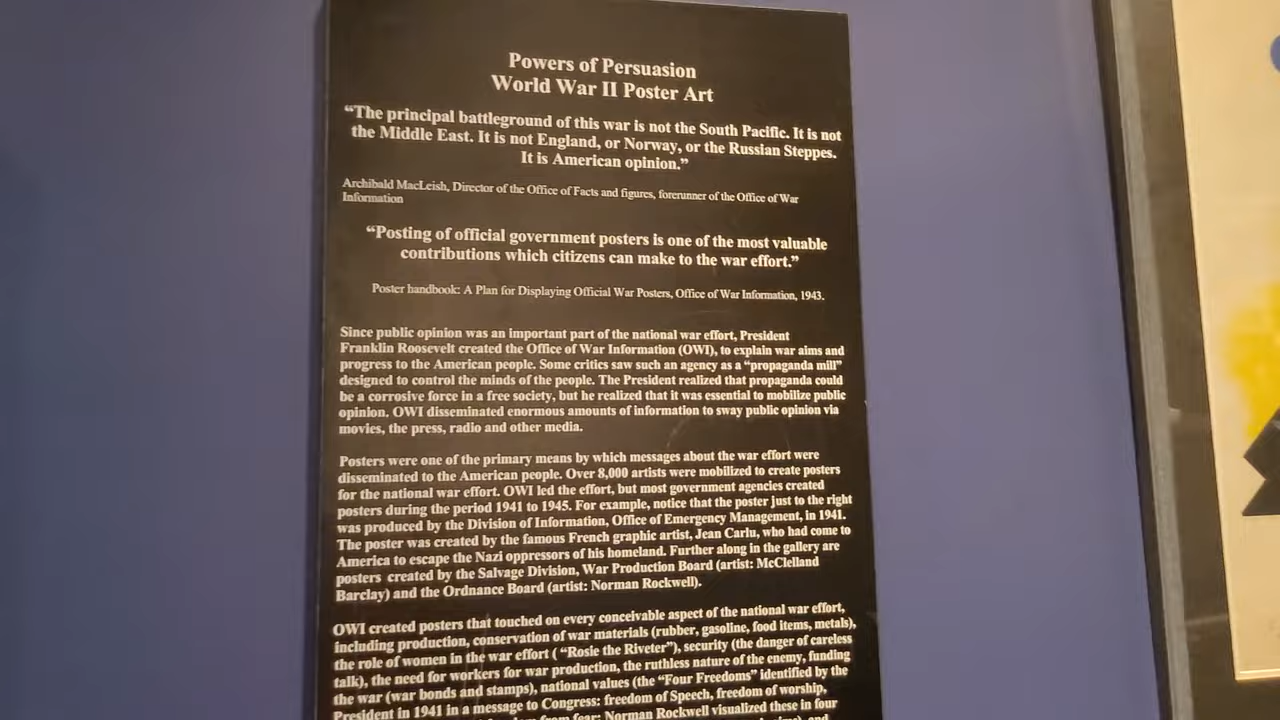 Powers of Persuasion
World War II Poster Art
“The principal battleground of this war is not the South Pacific. It is not
the Middle East. It is not England, or Norway, or the Russian Steppes.
It is American opinion.”
Archibald MacLeish, Director of the Office of Facts and figures, forerunner of the Office of War
Information
“Posting of official government posters is one of the most valuable
contributions which citizens can make to the war effort.”
Poster handbook: A Plan for Displaying Official War Posters, Office of War Information, 1943.
Since public opinion was an important part of the national war effort, President
Franklin Roosevelt created the Office of War Information (OWI), to explain war aims and
progress to the American people. Some critics saw such an agency as a “propaganda mill”
designed to control the minds of the people. The President realized that propaganda could
be a corrosive force in a free society, but he realized that it was essential to mobilize public
opinion. OWI disseminated enormous amounts of information to sway public opinion via
movies, the press, radio and other media.
Posters were one of the primary means by which messages about the war effort were
disseminated to the American people. Over 8,000 artists were mobilized to create posters
for the national war effort. OWI led the effort, but most government agencies created
posters during the period 1941 to 1945. For example, notice that the poster just to the right
was produced by the Division of Information, Office of Emergency Management, in 1941.
The poster was created by the famous French graphic artist, Jean Carlu, who had come to
America to escape the Nazi oppressors of his homeland. Further along in the gallery are
posters created by the Salvage Division, War Production Board (artist: McClelland
Barclay) and the Ordnance Board (artist: Norman Rockwell).
OWI created posters that touched on every conceivable aspect of the national war effort,
including production, conservation of war materials (rubber, gasoline, food items, metals),
the role of women in the war effort ( “Rosie the Riveter”), security (the danger of careless
talk), the need for workers for war production, the ruthless nature of the enemy, funding
the war (war bonds and stamps), national values (the “Four Freedoms” identified by the
President in 1941 in a message to Congress: freedom of Speech, freedom of worship,
from fear; Norman Rockwell visualized these in four
and